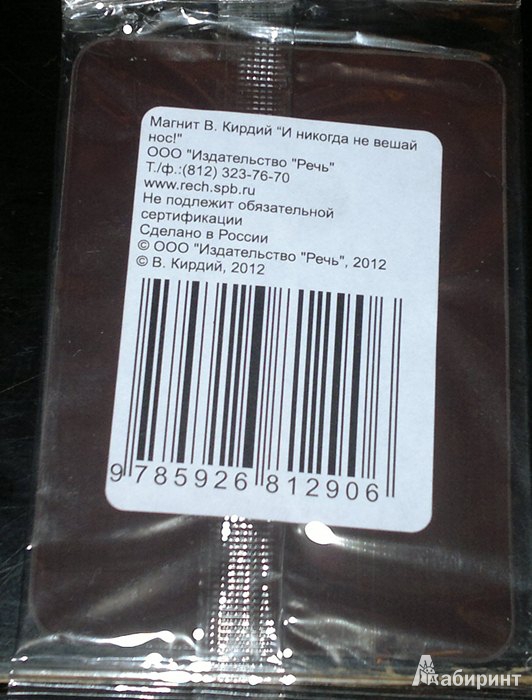 Магнит В. Кирдий "И никогда не вешай
нос!"
ООО "Издательство "Речь"
Т./ф.:(812) 323-76-70
www.rech.spb.ru
Не подлежит обязательной
сертификации
Сделано в России
© ООО "Издательство "Речь", 2012
© В. Кирдий, 2012
9 785926 812906
Лабиринт